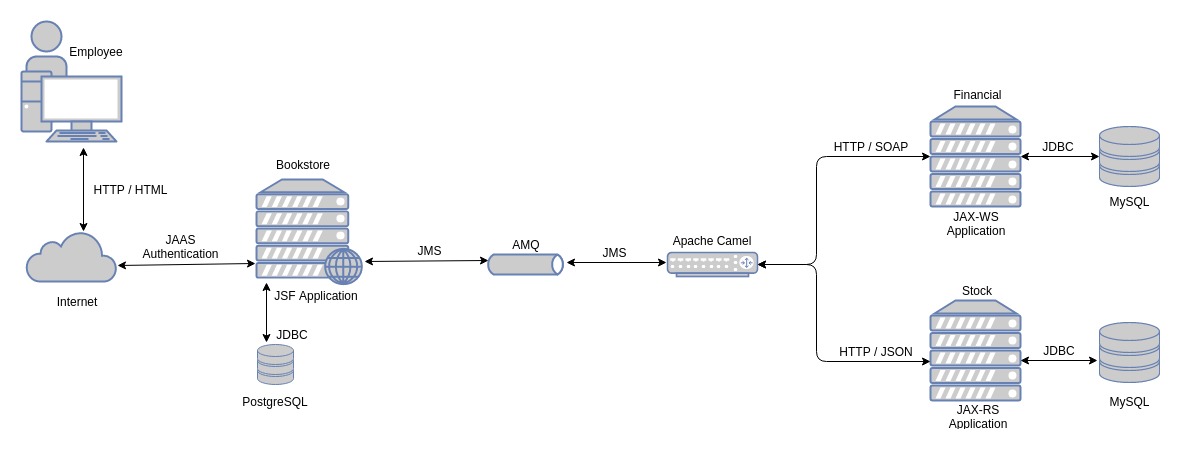 Employee
HTTP / HTML
Internet
JAAS
Authentication
Bookstore
JSF Application
JDBC
PostgreSQL
JMS
AMQ
JMS
Apache Camel
HTTP / SOAP
Financial
JAX-WS
Application
JDBC
MySQL
HTTP / JSON
Stock
JAX-RS
Application
JDBC
MySQL